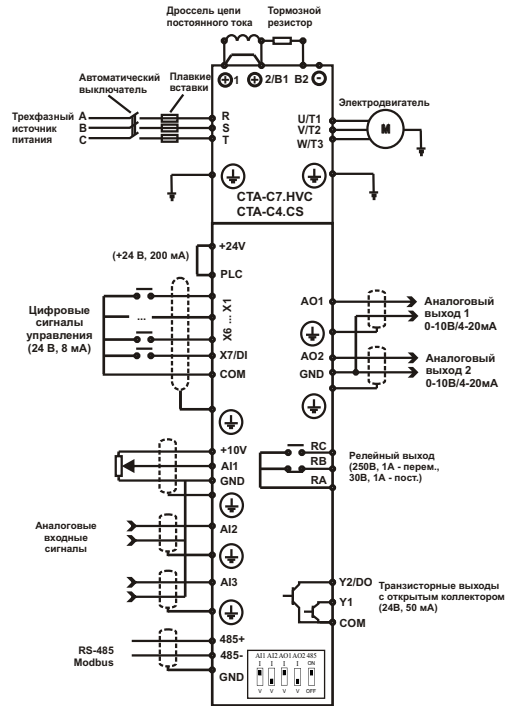 Дроссель цепи
постоянного тока
Тормозной
резистор
1
2/B1
B2
Автоматический
выключатель
Плавкие
вставки
Трехфазный
источник
питания
A
B
C
R
S
T
U/T1
V/T2
W/T3
Электродвигатель
M
CTA-C7.HVC
CTA-C4.CS
+24V
(+24 В, 200 мА)
PLC
Цифровые
сигналы
управления
(24 В, 8 мА)
...
X6 ... X1
X7/DI
COM
AO1
Аналоговый
выход 1
0-10В/4-20мА
AO2
GND
Аналоговый
выход 2
0-10В/4-20мА
+10V
AI1
GND
RC
RB
RA
Релейный выход
(250В, 1А - перем.,
30В, 1А - пост.)
Аналоговые
входные
сигналы
AI2
AI3
Y2/DO
Y1
COM
Транзисторные выходы
с открытым коллектором
(24В, 50 мА)
RS-485
Modbus
485+
485-
GND
AI1 AI2 AO1 AO2 485
I I I I ON
V V V V OFF